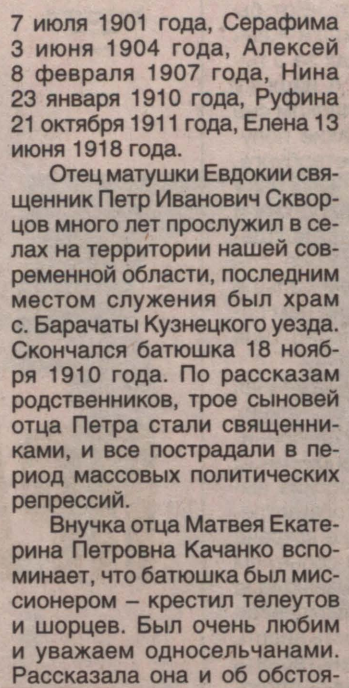 7 июля 1901 года, Серафима
3 июня 1904 года, Алексей
8 февраля 1907 года, Нина
23 января 1910 года, Руфина
21 октября 1911 года, Елена 13
июня 1918 года.
Отец матушки Евдокии свя-
щенник Петр Иванович Сквор-
цов много лет прослужил в се-
лах на территории нашей сов-
ременной области, последним
местом служения был храм
с. Барачаты Кузнецкого уезда.
Скончался батюшка 18 нояб-
ря 1910 года. По рассказам
родственников, трое сыновей
отца Петра стали священни-
ками, и все пострадали в пе-
риод массовых политических
репрессий.
Внучка отца Матвея Екате-
рина Петровна Качанко вспо-
минает, что батюшка был мис-
сионером – крестил телеутов
и шорцев. Был очень любим
и уважаем односельчанами.
Рассказала она и об обстоя-